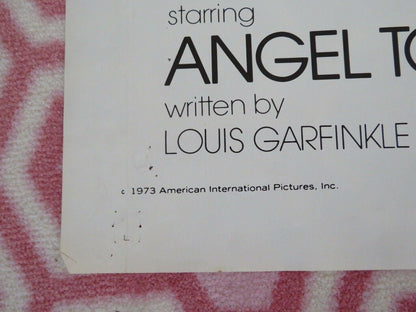 starring
ANGEL TO
written by
LOUIS GARFINKLE
c 1973 American International Pictures, Inc.
L